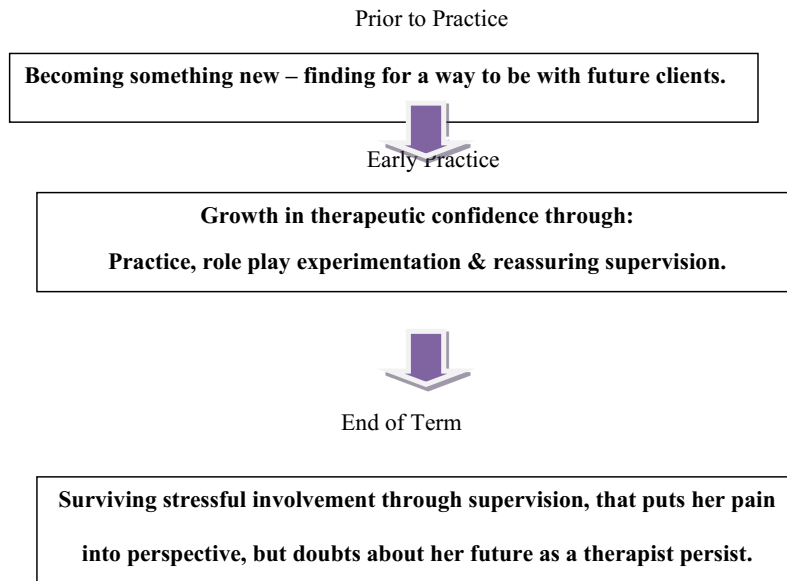 Prior to Practice
Becoming something new – finding for a way to be with future clients.
Early Practice
Growth in therapeutic confidence through:
Practice, role play experimentation & reassuring supervision.
End of Term
Surviving stressful involvement through supervision, that puts her pain
into perspective, but doubts about her future as a therapist persist.